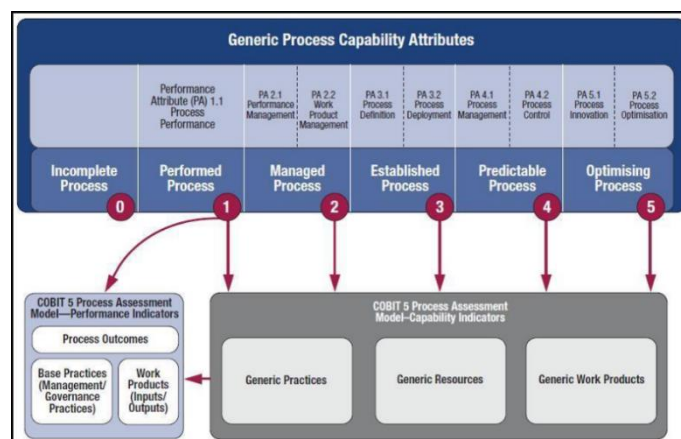 Generic Process Capability Attributes
Performance
Attribute (PA) 1.1
Process
Performance
PA 2.1
Performance
Management
PA 2.2
Work
Product
Management
PA 3.1
Process
Definition
PA 3.2
Process
Deployment
PA 4.1
Process
Management
PA 4.2
Process
Control
PA 5.1
Process
Innovation
PA 5.2
Process
Optimisation
Incomplete
Process
0
Performed
Process
1
Managed
Process
2
Established
Process
3
Predictable
Process
4
Optimising
Process
5
COBIT 5 Process Assessment
Model—Performance Indicators
Process Outcomes
Base Practices
(Management/
Governance
Practices)
Work
Products
(Inputs/
Outputs)
COBIT 5 Process Assessment
Model–Capability Indicators
Generic Practices
Generic Resources
Generic Work Products